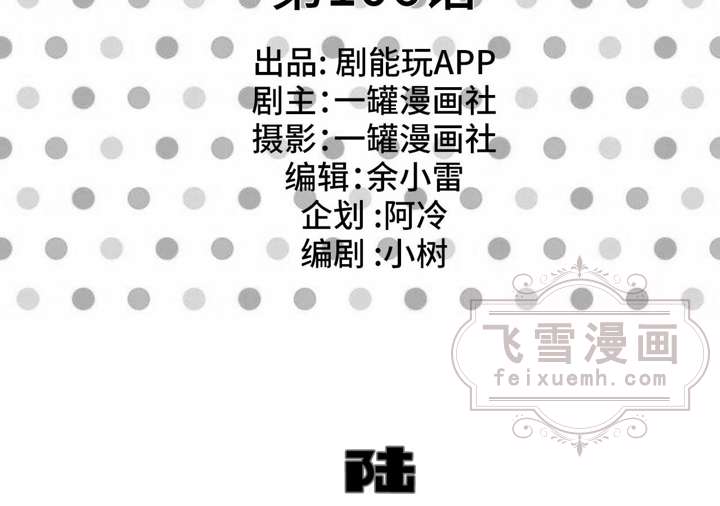 出品: 剧能玩APP
剧主:一罐漫画社
摄影:一罐漫画社
编辑:余小雷
企划 :阿冷
编剧 :小树
飞雪漫画
feixuemh.com
陆